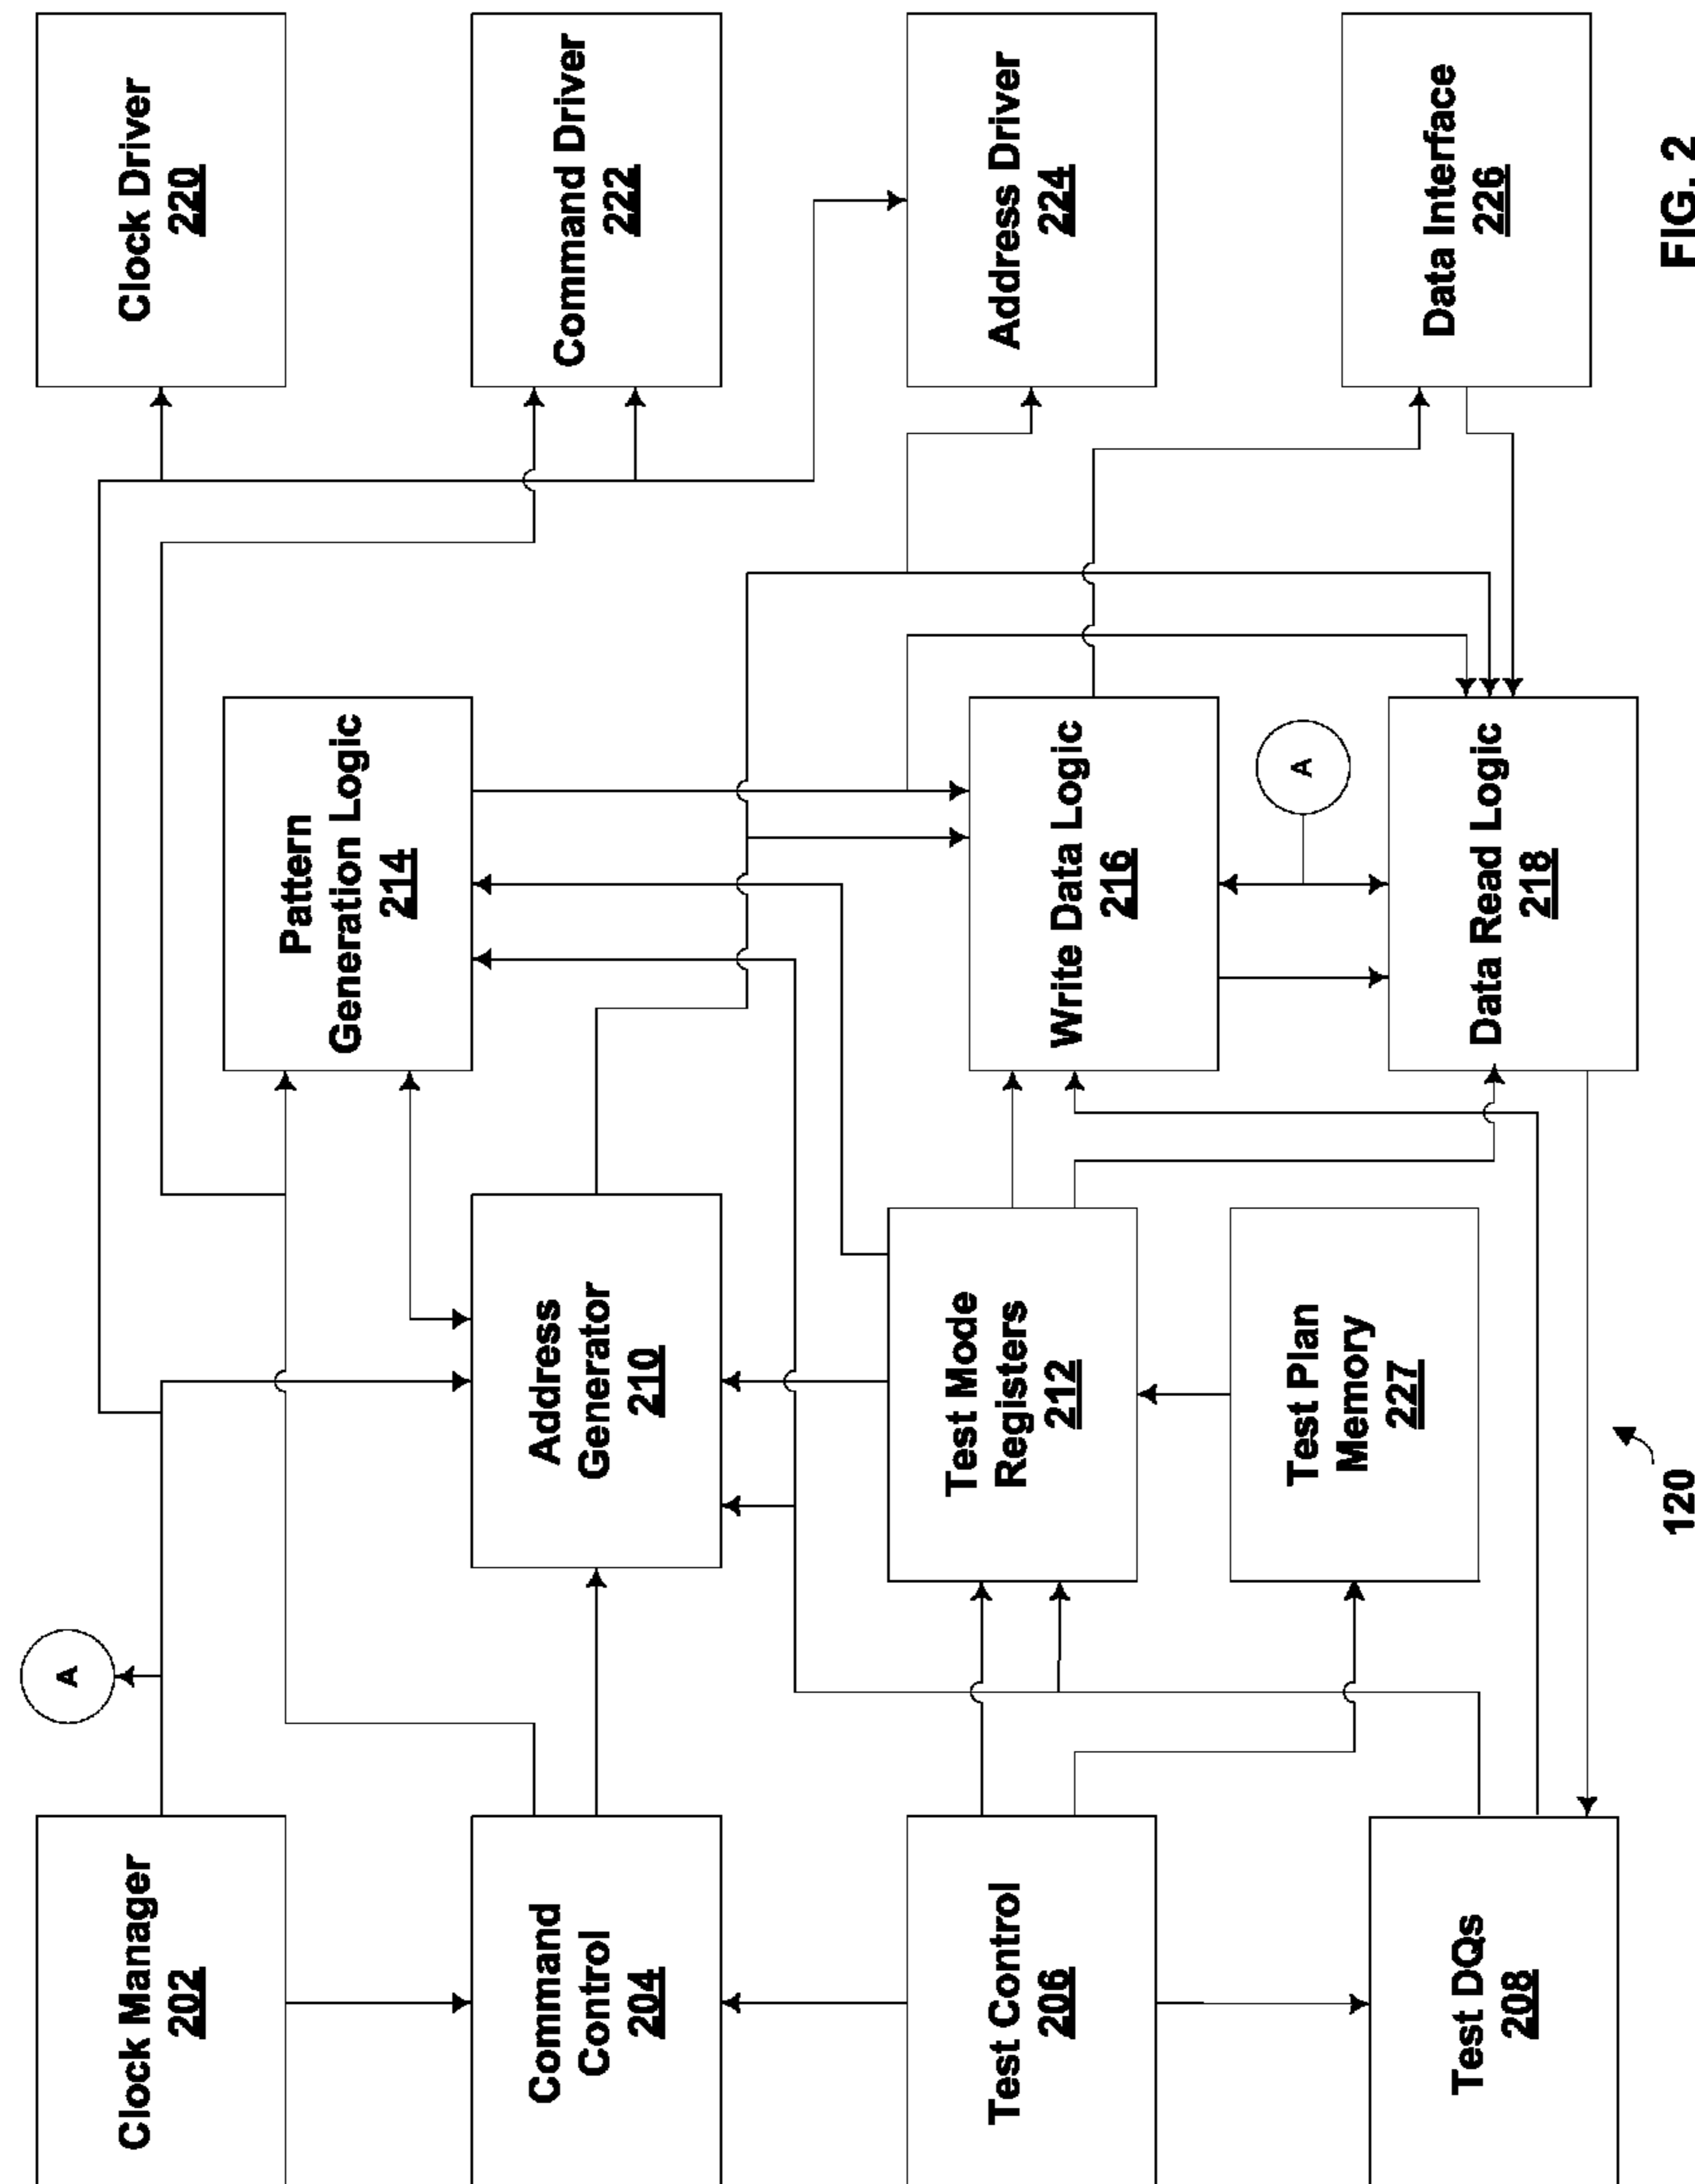 Clock Manager
202
Command
Control
204
Test Control
206
Test DQs
208
A
Address
Generator
210
Test Mode
Registers
212
Test Plan
Memory
227
Pattern
Generation Logic
214
Write Data Logic
216
A
Data Read Logic
218
Clock Driver
220
Command Driver
222
Address Driver
224
Data Interface
226
120
FIG. 2